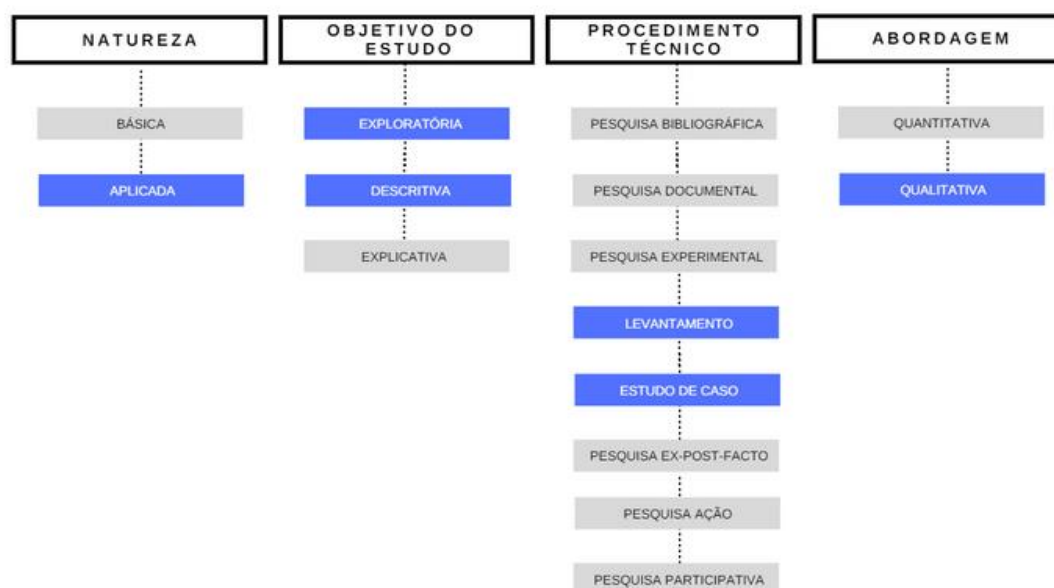 NATUREZA
BÁSICA
APLICADA
OBJETIVO DO
ESTUDO
EXPLORATÓRIA
DESCRITIVA
EXPLICATIVA
PROCEDIMENTO
TÉCNICO
PESQUISA BIBLIOGRÁFICA
PESQUISA DOCUMENTAL
PESQUISA EXPERIMENTAL
LEVANTAMENTO
ESTUDO DE CASO
PESQUISA EX-POST-FACTO
PESQUISA AÇÃO
PESQUISA PARTICIPATIVA
ABORDAGEM
QUANTITATIVA
QUALITATIVA